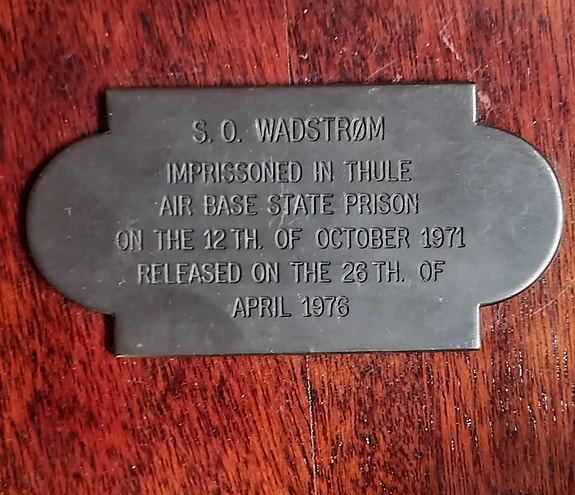 S. O. WADSTRØM
IMPRISSONED IN THULE
AIR BASE STATE PRISON
ON THE 12 TH. OF OCTOBER 1971
RELEASED ON THE 26 TH. OF
APRIL 1976